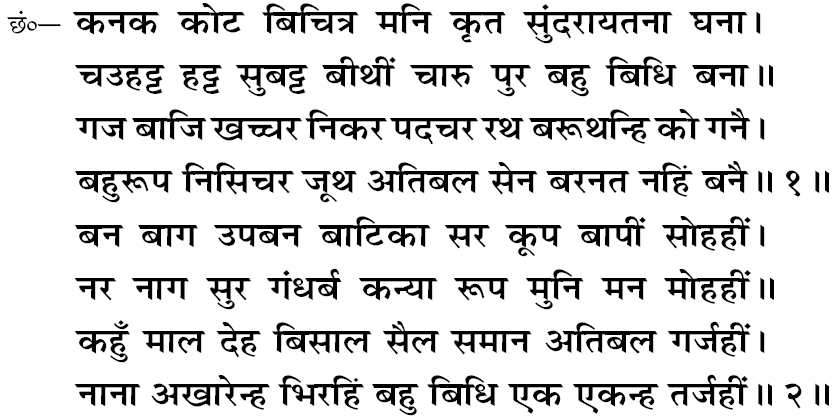 छं०— कनक कोट बिचित्र मनि कृत सुंदरायतना घना।
चउहट्ट हट्ट सुबट्ट बीथीं चारु पुर बहु बिधि बना॥
गज बाजि खच्चर निकर पदचर रथ बरूथन्हि को गनै।
बहुरूप निसिचर जूथ अतिबल सेन बरनत नहिं बनै॥ १॥
बन बाग उपबन बाटिका सर कूप बापीं सोहहीं।
नर नाग सुर गंधर्ब कन्या रूप मुनि मन मोहहीं॥
कहुँ माल देह बिसाल सैल समान अतिबल गर्जहीं।
नाना अखारेन्ह भिरहिं बहु बिधि एक एकन्ह तर्जहीं॥ २॥